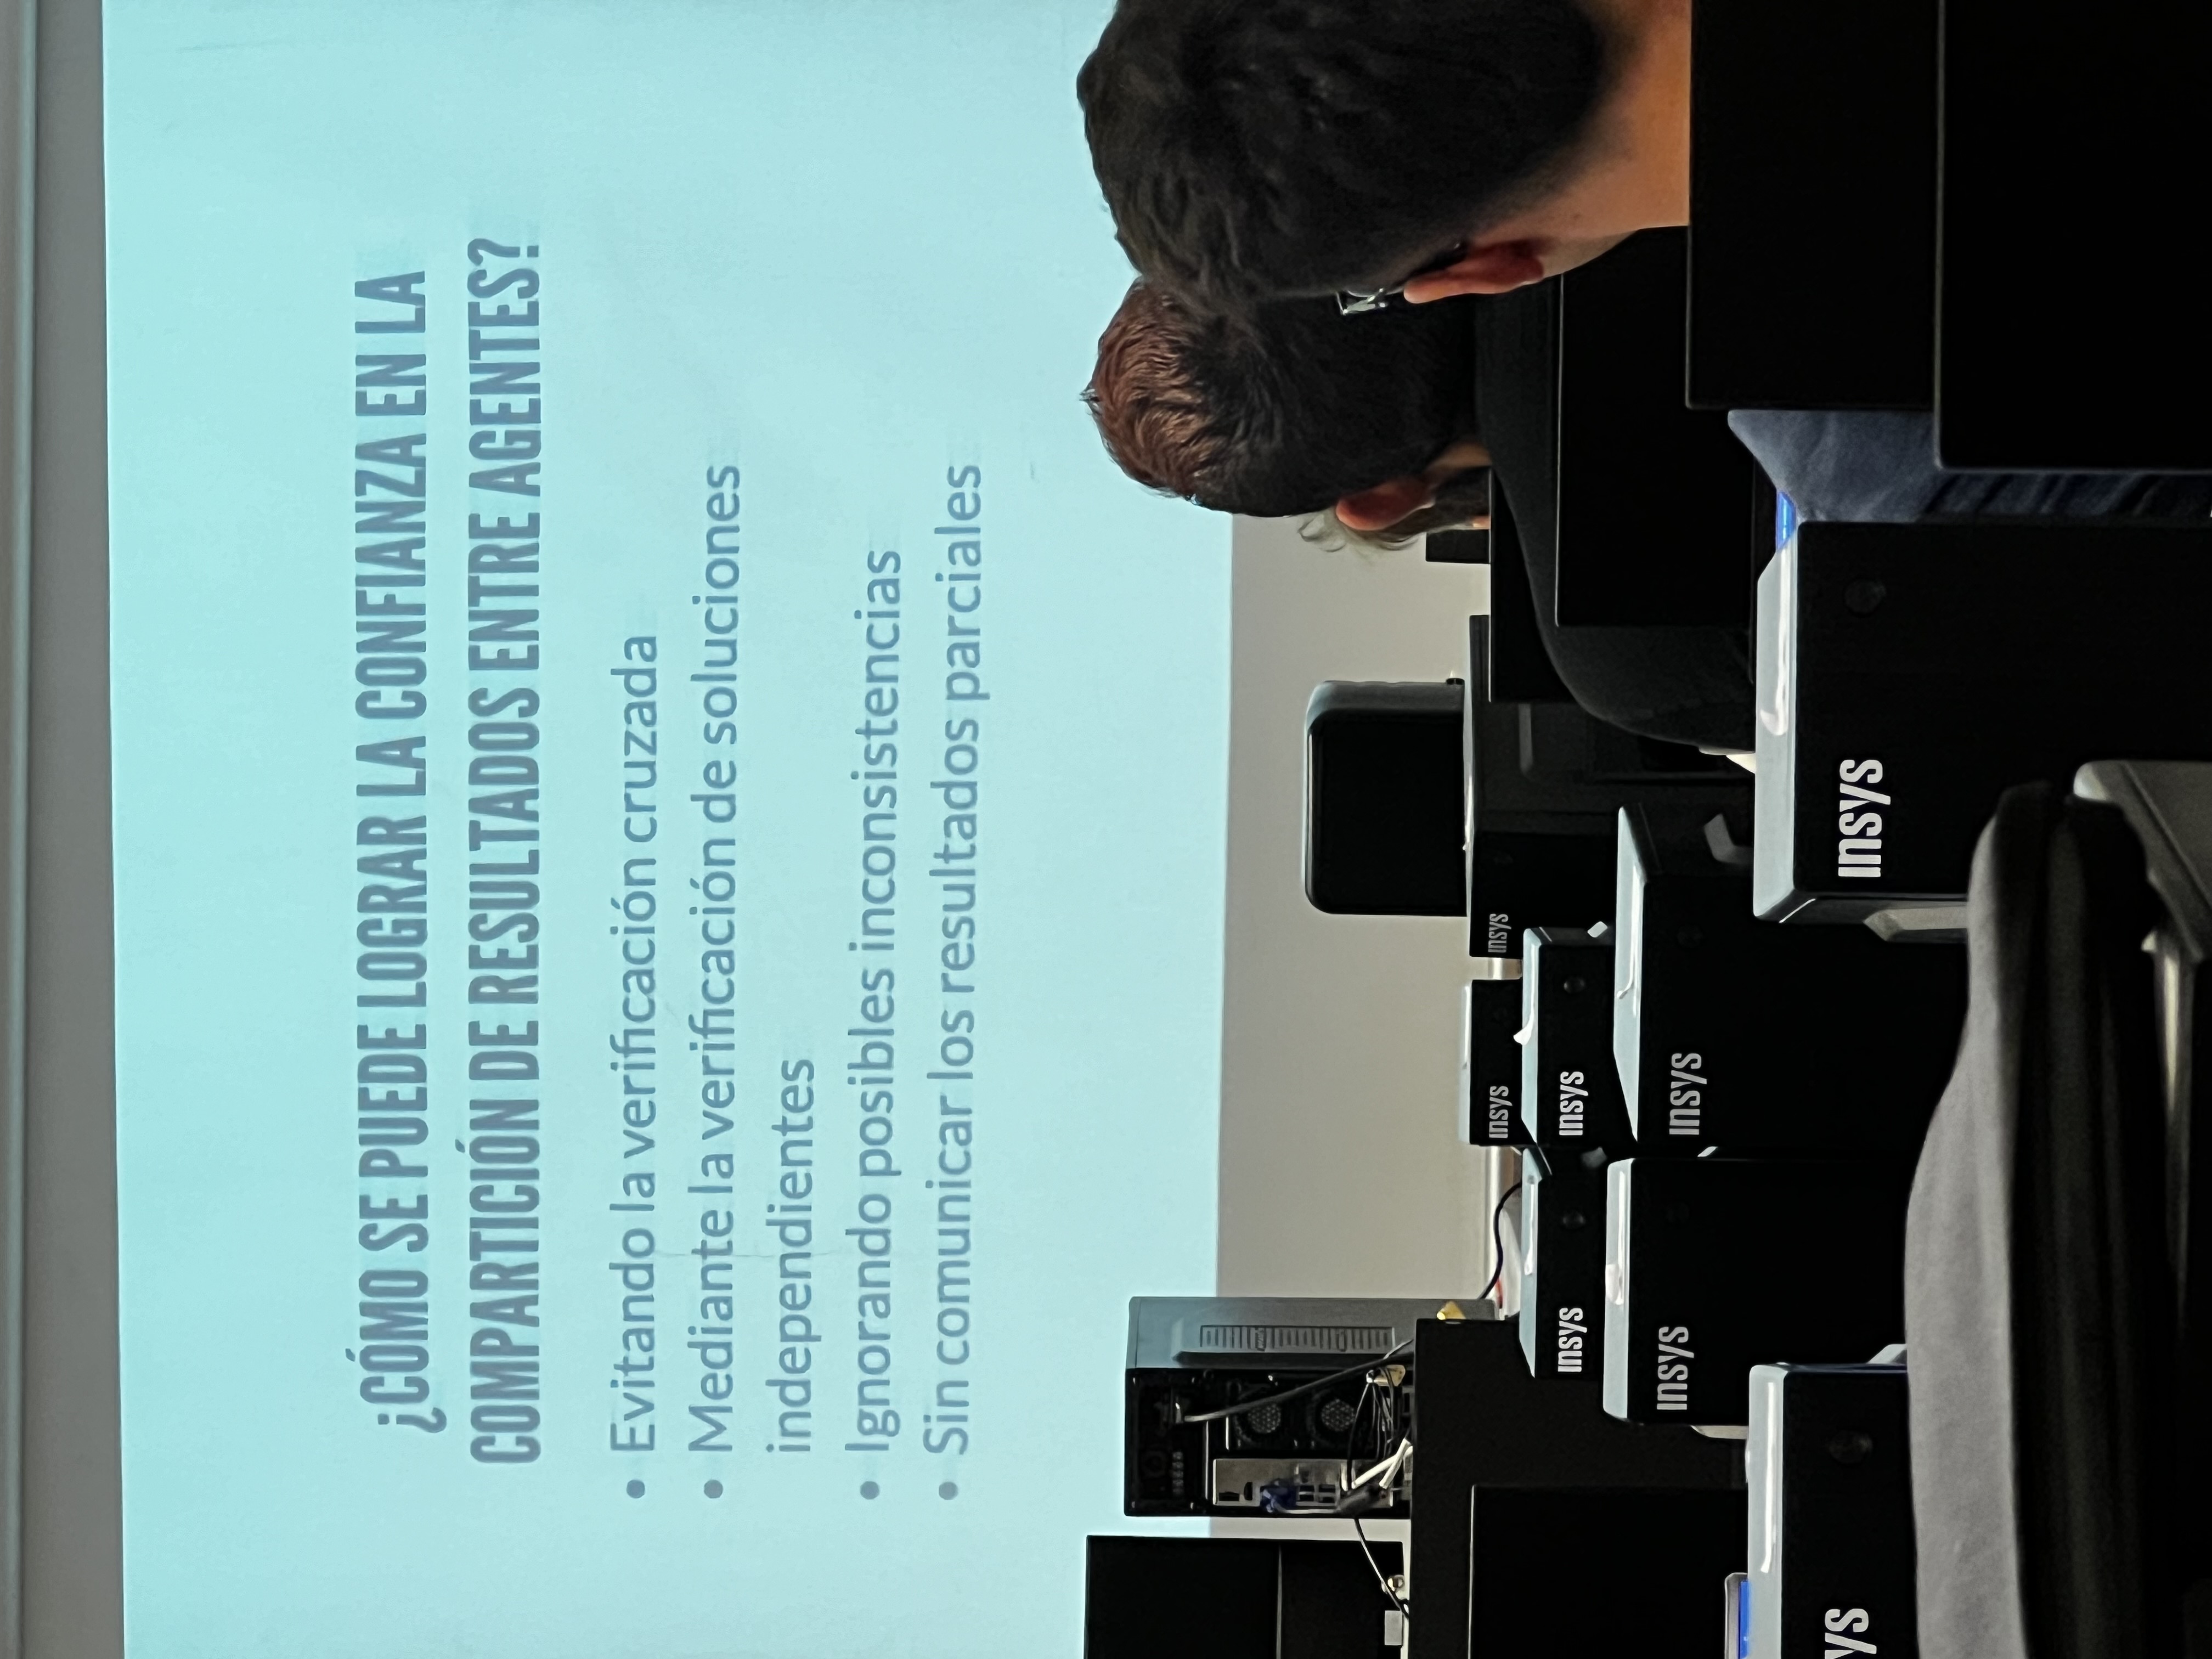 ¿CÓMO SE PUEDE LOGRAR LA CONFIANZA EN LA
COMPARTICIÓN DE RESULTADOS ENTRE AGENTES?
• Evitando la verificación cruzada
• Mediante la verificación de soluciones
independientes
• Ignorando posibles inconsistencias
• Sin comunicar los resultados parciales
insys
insys
insys
insys
insys
insys
ys
insys